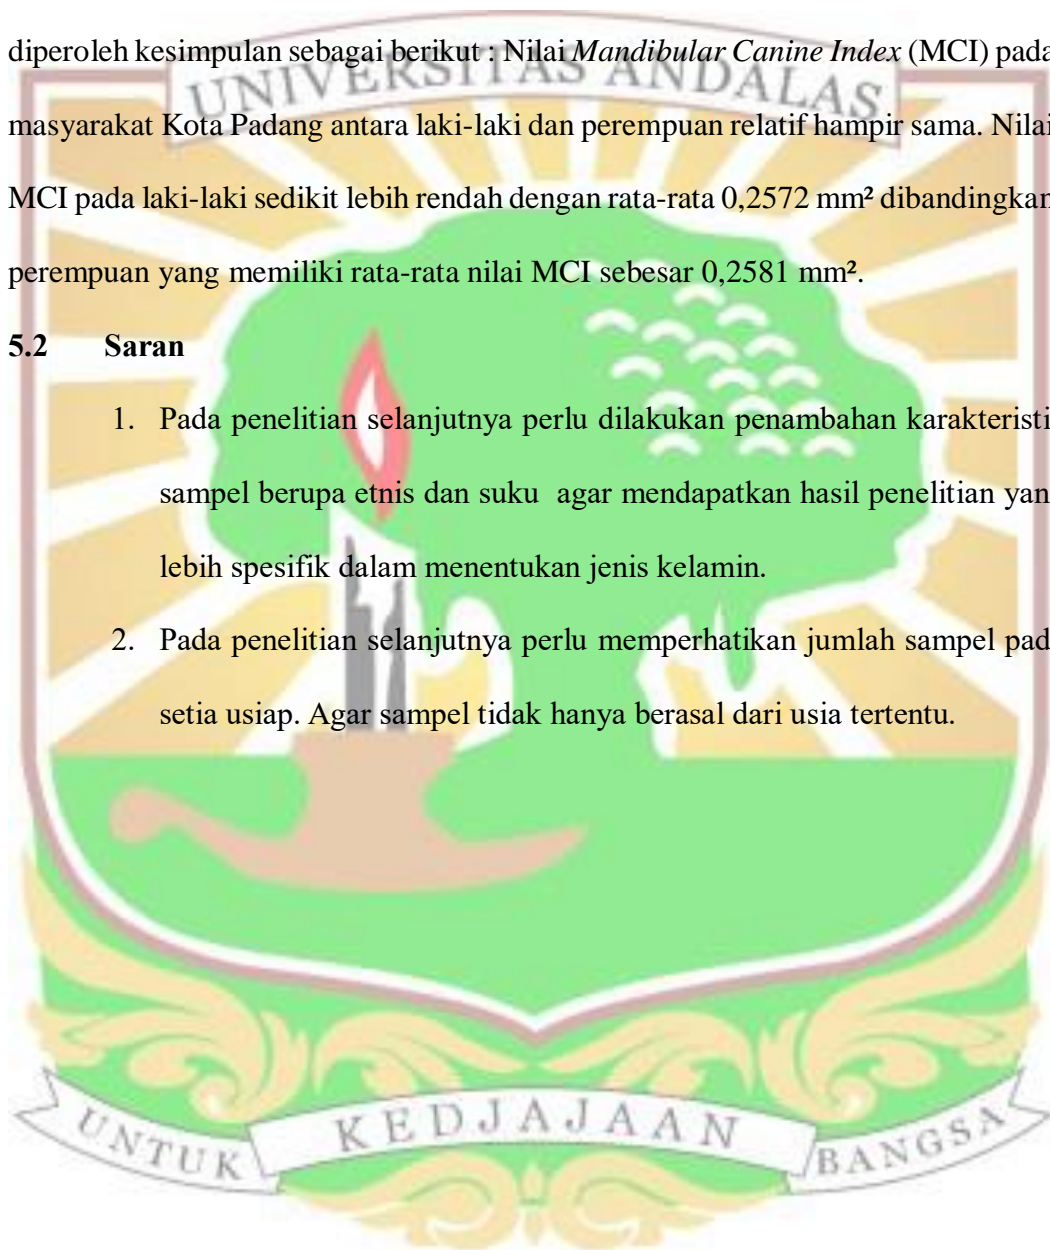 diperoleh kesimpulan sebagai berikut : Nilai Mandibular Canine Index (MCI) pada
UNIVERSITAS ANDALAS
masyarakat Kota Padang antara laki-laki dan perempuan relatif hampir sama. Nilai
MCI pada laki-laki sedikit lebih rendah dengan rata-rata 0,2572 mm² dibandingkan
perempuan yang memiliki rata-rata nilai MCI sebesar 0,2581 mm².
5.2 Saran
1. Pada penelitian selanjutnya perlu dilakukan penambahan karakteristi
sampel berupa etnis dan suku agar mendapatkan hasil penelitian yan
lebih spesifik dalam menentukan jenis kelamin.
2. Pada penelitian selanjutnya perlu memperhatikan jumlah sampel pad
setia usiap. Agar sampel tidak hanya berasal dari usia tertentu.
UNTUK KEDJAJAAN BANGSA